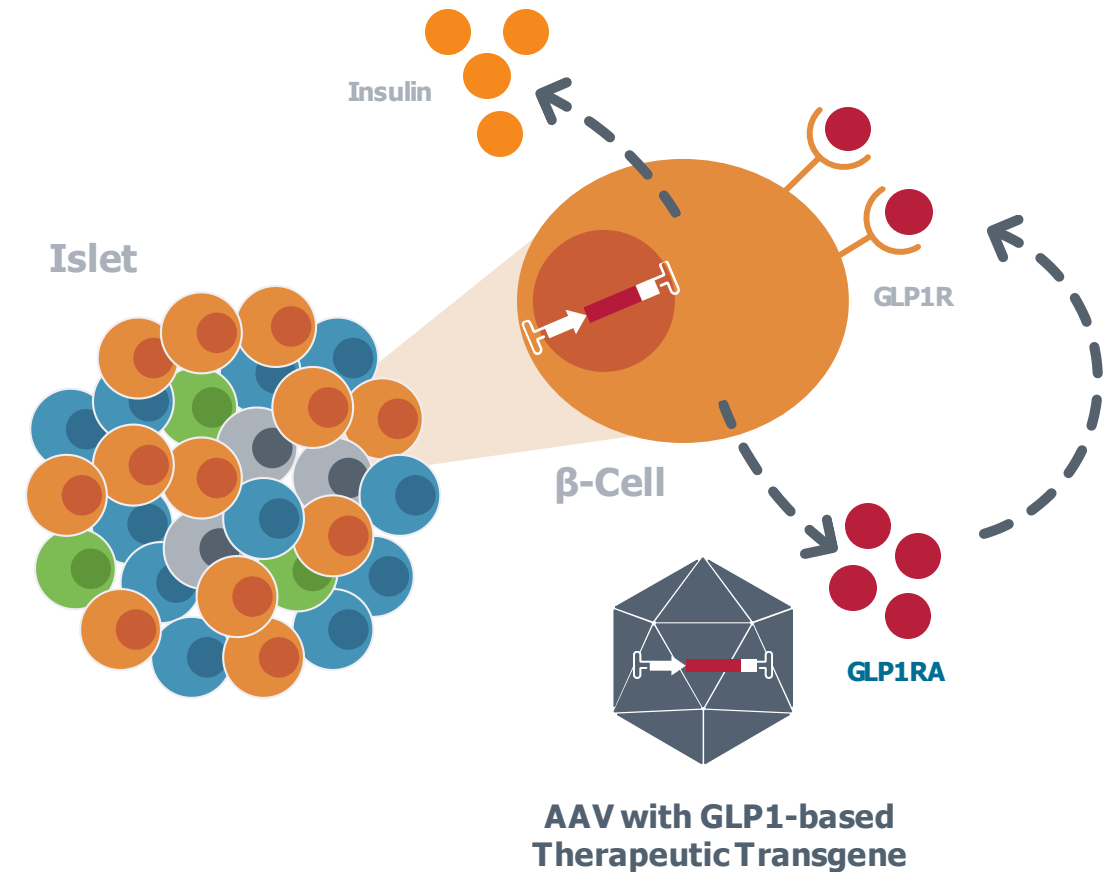 Insulin
Islet
GLP1R
β-Cell
GLP1RA
AAV with GLP1-based
Therapeutic Transgene